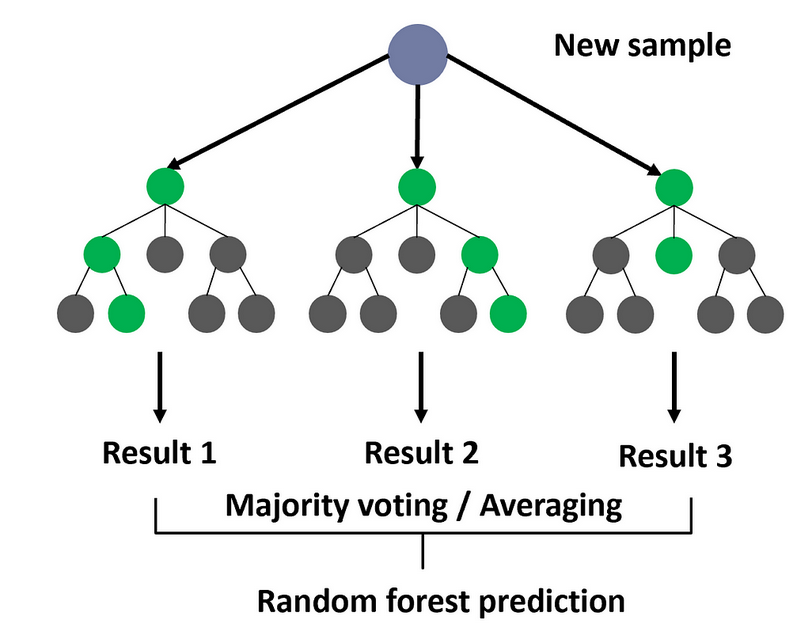 New sample
Result 1
Result 2
Result 3
Majority voting / Averaging
Random forest prediction